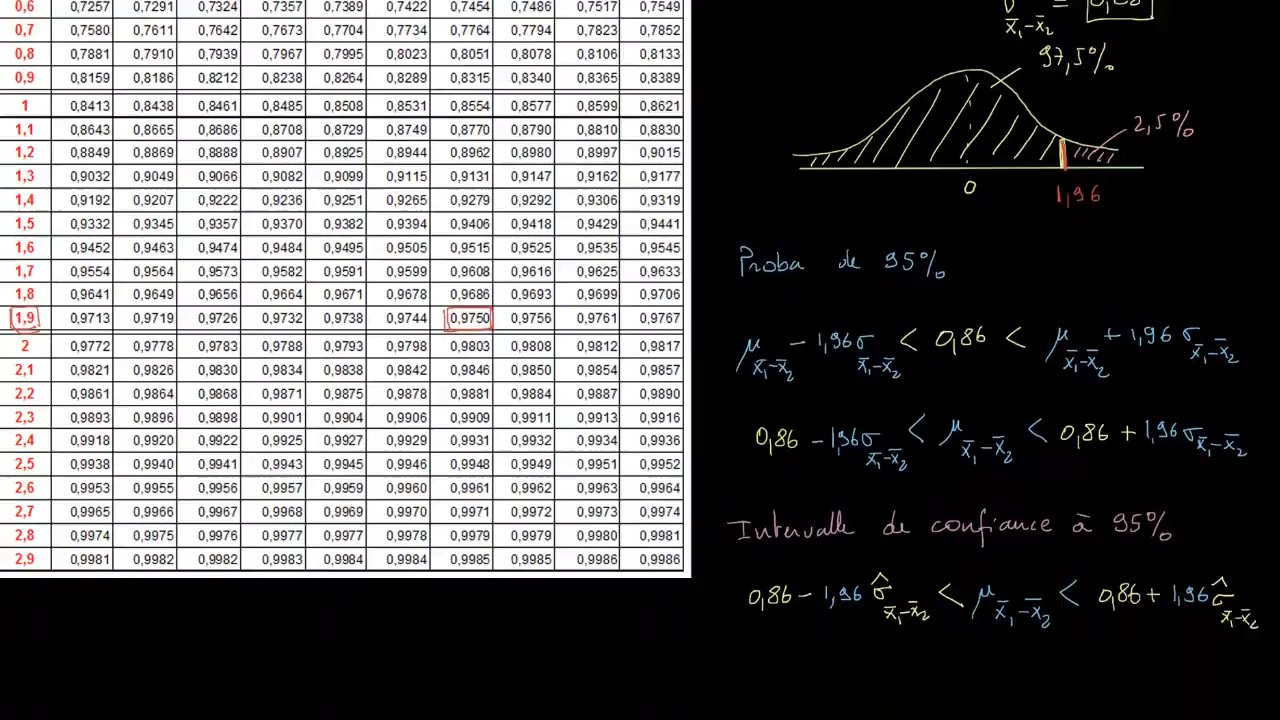 0,6 0,7257 0,7291 0,7324 0,7357 0,7389 0,7422 0,7454 0,7486 0,7517 0,7549
0,7 0,7580 0,7611 0,7642 0,7673 0,7704 0,7734 0,7764 0,7794 0,7823 0,7852
0,8 0,7881 0,7910 0,7939 0,7967 0,7995 0,8023 0,8051 0,8078 0,8106 0,8133
0,9 0,8159 0,8186 0,8212 0,8238 0,8264 0,8289 0,8315 0,8340 0,8365 0,8389
1 0,8413 0,8438 0,8461 0,8485 0,8508 0,8531 0,8554 0,8577 0,8599 0,8621
1,1 0,8643 0,8665 0,8686 0,8708 0,8729 0,8749 0,8770 0,8790 0,8810 0,8830
1,2 0,8849 0,8869 0,8888 0,8907 0,8925 0,8944 0,8962 0,8980 0,8997 0,9015
1,3 0,9032 0,9049 0,9066 0,9082 0,9099 0,9115 0,9131 0,9147 0,9162 0,9177
1,4 0,9192 0,9207 0,9222 0,9236 0,9251 0,9265 0,9279 0,9292 0,9306 0,9319
1,5 0,9332 0,9345 0,9357 0,9370 0,9382 0,9394 0,9406 0,9418 0,9429 0,9441
1,6 0,9452 0,9463 0,9474 0,9484 0,9495 0,9505 0,9515 0,9525 0,9535 0,9545
1,7 0,9554 0,9564 0,9573 0,9582 0,9591 0,9599 0,9608 0,9616 0,9625 0,9633
1,8 0,9641 0,9649 0,9656 0,9664 0,9671 0,9678 0,9686 0,9693 0,9699 0,9706
1,9 0,9713 0,9719 0,9726 0,9732 0,9738 0,9744 0,9750 0,9756 0,9761 0,9767
2 0,9772 0,9778 0,9783 0,9788 0,9793 0,9798 0,9803 0,9808 0,9812 0,9817
2,1 0,9821 0,9826 0,9830 0,9834 0,9838 0,9842 0,9846 0,9850 0,9854 0,9857
2,2 0,9861 0,9864 0,9868 0,9871 0,9875 0,9878 0,9881 0,9884 0,9887 0,9890
2,3 0,9893 0,9896 0,9898 0,9901 0,9904 0,9906 0,9909 0,9911 0,9913 0,9916
2,4 0,9918 0,9920 0,9922 0,9925 0,9927 0,9929 0,9931 0,9932 0,9934 0,9936
2,5 0,9938 0,9940 0,9941 0,9943 0,9945 0,9946 0,9948 0,9949 0,9951 0,9952
2,6 0,9953 0,9955 0,9956 0,9957 0,9959 0,9960 0,9961 0,9962 0,9963 0,9964
2,7 0,9965 0,9966 0,9967 0,9968 0,9969 0,9970 0,9971 0,9972 0,9973 0,9974
2,8 0,9974 0,9975 0,9976 0,9977 0,9977 0,9978 0,9979 0,9979 0,9980 0,9981
2,9 0,9981 0,9982 0,9982 0,9983 0,9984 0,9984 0,9985 0,9985 0,9986 0,9986
x̄₁-x̄₂ =
97,5%
2,5%
0 1,96
Proba de 95%
μ x̄₁-x̄₂ - 1,96 σ x̄₁-x̄₂ < 0,86 < μ x̄₁-x̄₂ + 1,96 σ x̄₁-x̄₂
0,86 - 1,96 σ x̄₁-x̄₂ < μ x̄₁-x̄₂ < 0,86 + 1,96 σ x̄₁-x̄₂
Intervalle de confiance à 95%
0,86 - 1,96 σ̂ x̄₁-x̄₂ < μ x̄₁-x̄₂ < 0,86 + 1,96 σ̂ x̄₁-x̄₂